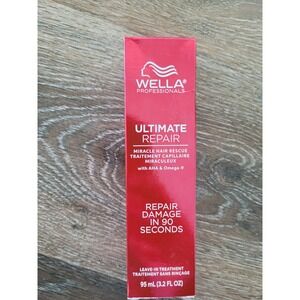 WELLA®
PROFESSIONALS
ULTIMATE
REPAIR
MIRACLE HAIR RESCUE
TRAITEMENT CAPILLAIRE
MIRACULEUX
with AHA & Omega-9
REPAIR
DAMAGE
IN 90
SECONDS
LEAVE-IN TREATMENT
TRAITEMENT SANS RINÇAGE
95 mL (3.2 FL OZ)